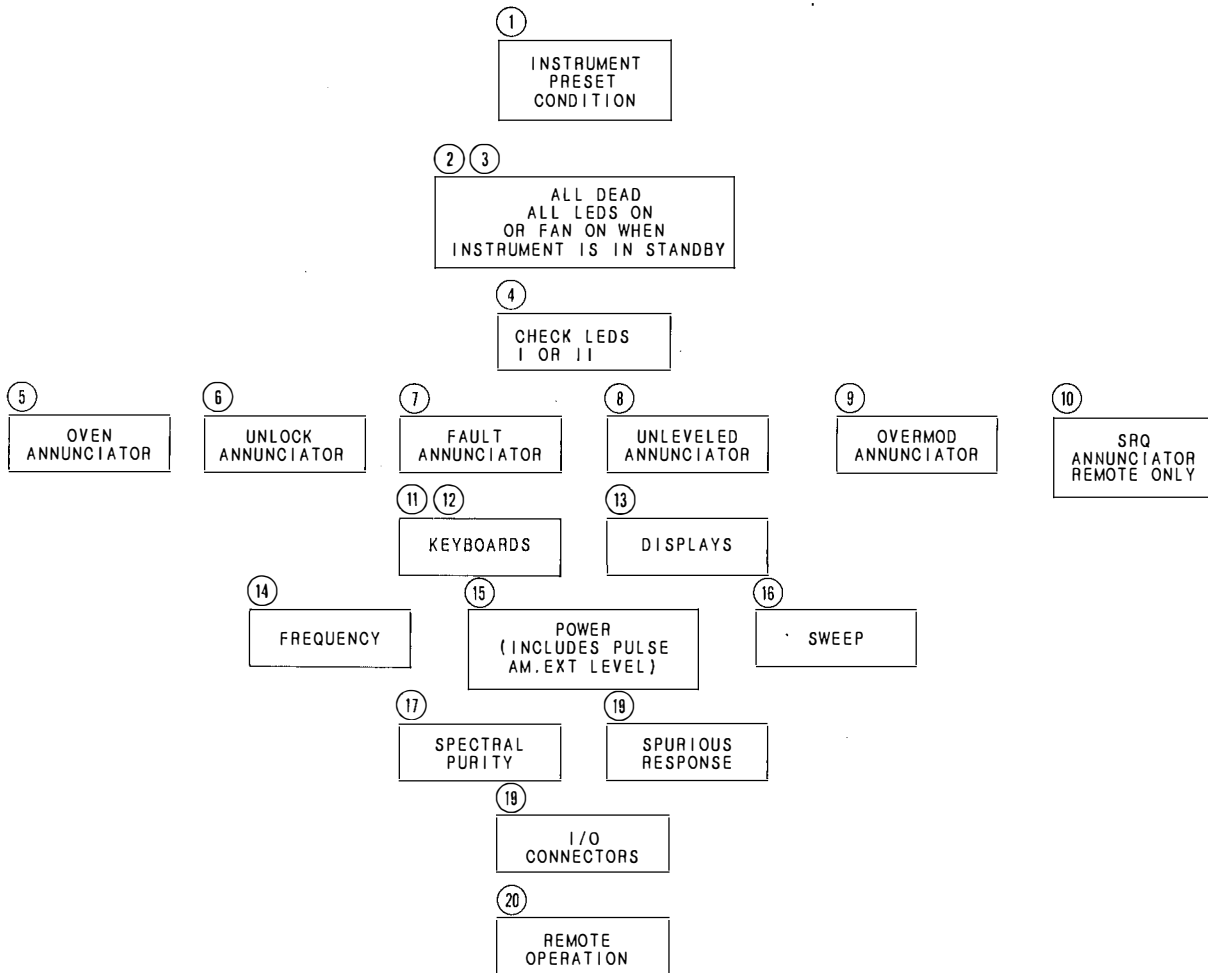 1
INSTRUMENT
PRESET
CONDITION
2 3
ALL DEAD
ALL LEDS ON
OR FAN ON WHEN
INSTRUMENT IS IN STANDBY
4
CHECK LEDS
I OR II
5
OVEN
ANNUNCIATOR
6
UNLOCK
ANNUNCIATOR
7
FAULT
ANNUNCIATOR
8
UNLEVELED
ANNUNCIATOR
9
OVERMOD
ANNUNCIATOR
10
SRQ
ANNUNCIATOR
REMOTE ONLY
11 12
KEYBOARDS
13
DISPLAYS
14
FREQUENCY
15
POWER
(INCLUDES PULSE
AM.EXT LEVEL)
16
SWEEP
17
SPECTRAL
PURITY
19
SPURIOUS
RESPONSE
19
I/O
CONNECTORS
20
REMOTE
OPERATION